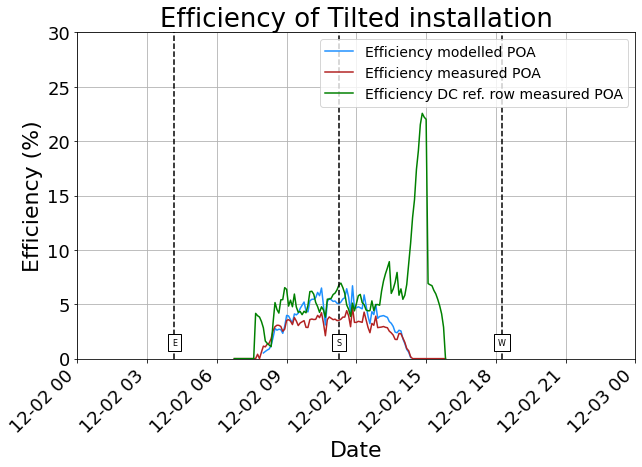 Efficiency of Tilted installation
Efficiency modelled POA
Efficiency measured POA
Efficiency DC ref. row measured POA
Efficiency (%)
30
25
20
15
10
5
0
E
S
W
12-02 00
12-02 03
12-02 06
12-02 09
12-02 12
12-02 15
12-02 18
12-02 21
12-03 00
Date